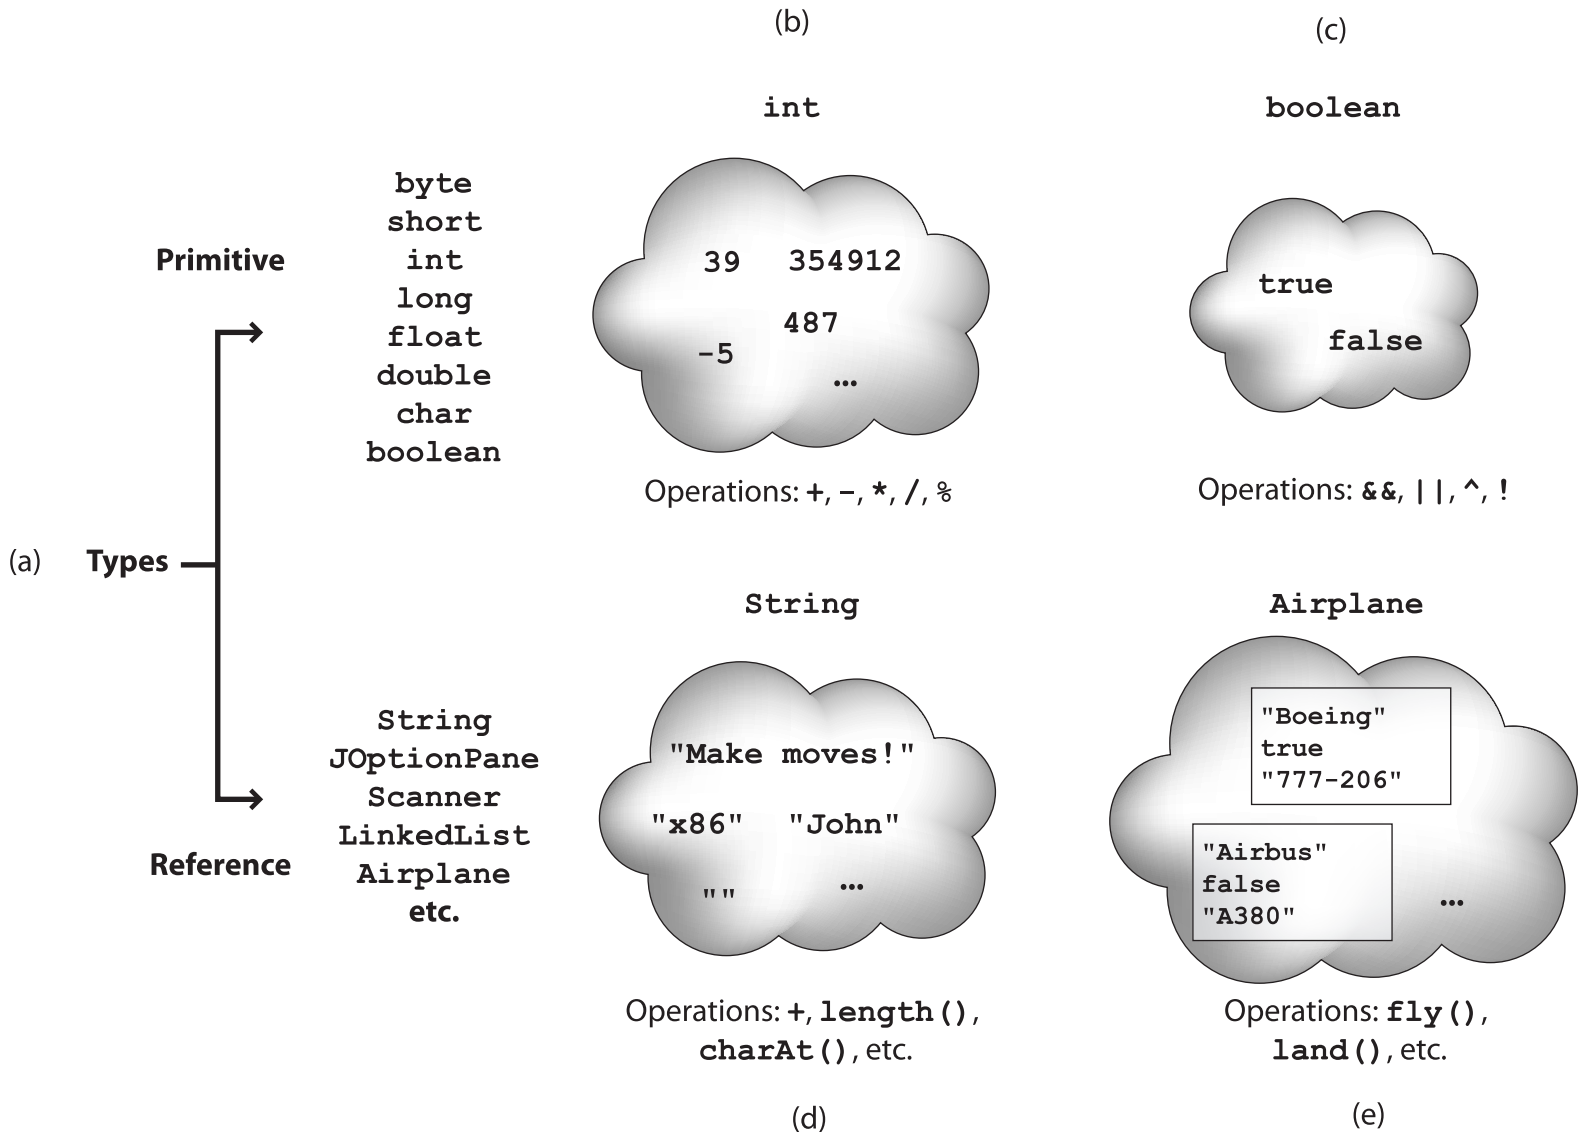 (b)
(c)
int
boolean
byte
short
int
long
float
double
char
boolean
Primitive
39 354912
487
-5
...
true
false
Operations: +, -, *, /, %
Operations: &&, ||, ^, !
(a) Types
String
Airplane
String
JOptionPane
Scanner
LinkedList
Airplane
etc.
Reference
"Make moves!"
"x86" "John"
"" ...
"Boeing"
true
"777-206"
"Airbus"
false
"A380"
...
Operations: +, length(),
charAt(), etc.
Operations: fly(),
land(), etc.
(d)
(e)